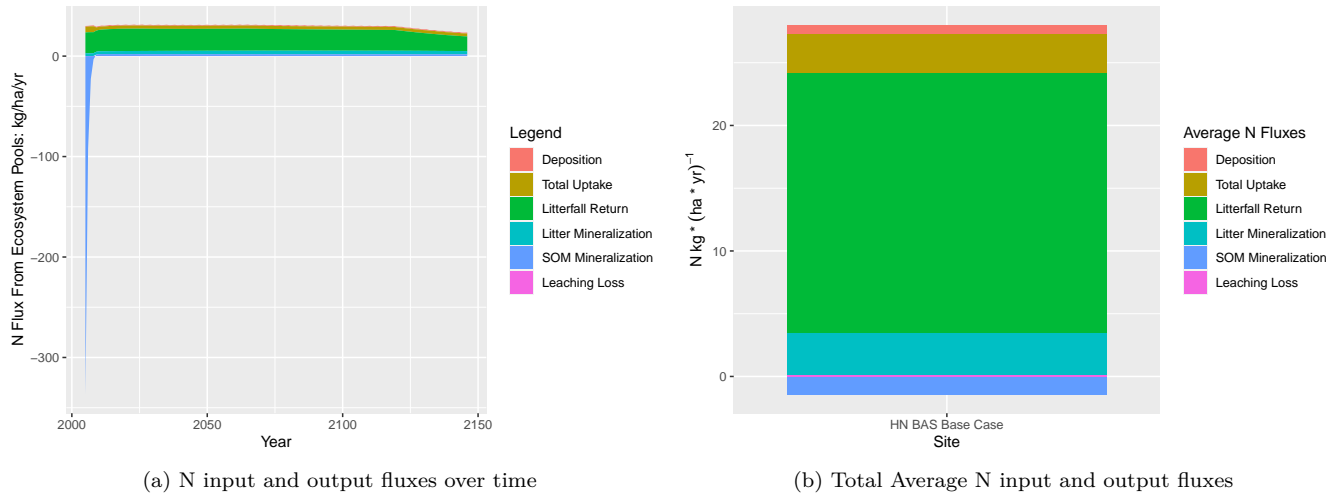 N Flux From Ecosystem Pools: kg/ha/yr
0
−100
−200
−300
2000
2050
2100
2150
Year
Legend
Deposition
Total Uptake
Litterfall Return
Litter Mineralization
SOM Mineralization
Leaching Loss
(a) N input and output fluxes over time
N kg * (ha * yr)⁻¹
20
10
0
HN BAS Base Case
Site
Average N Fluxes
Deposition
Total Uptake
Litterfall Return
Litter Mineralization
SOM Mineralization
Leaching Loss
(b) Total Average N input and output fluxes